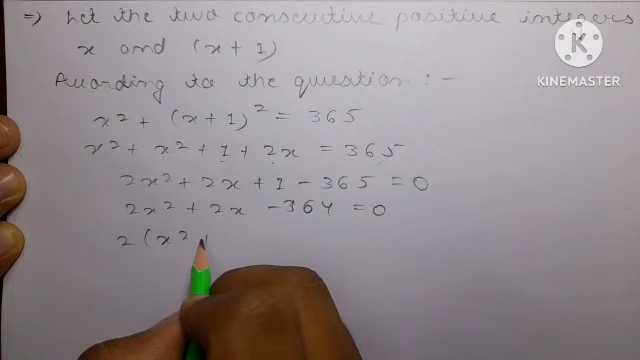 =) Let the two consecutive positive integers
x and (x + 1)
According to the question : -
x² + (x + 1)² = 365
x² + x² + 1 + 2x = 365
2x² + 2x + 1 - 365 = 0
2x² + 2x - 364 = 0
2 ( x²
KINEMASTER